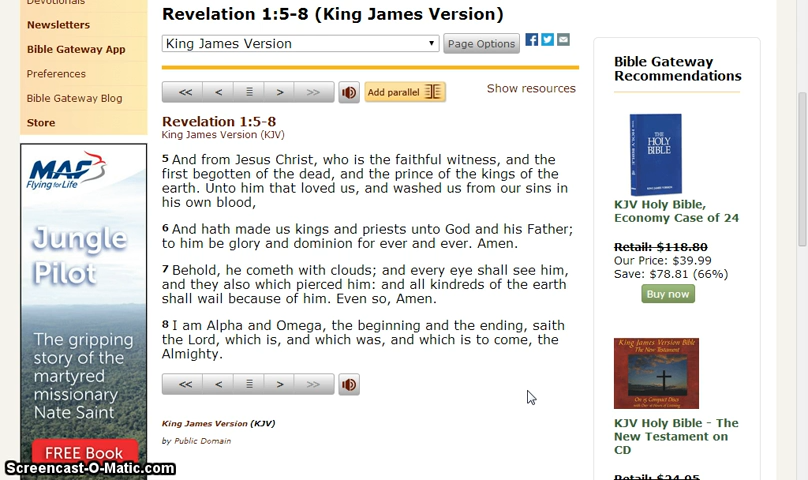 Devotionals
Newsletters
Bible Gateway App
Preferences
Bible Gateway Blog
Store
MAF
Flying for Life
Jungle
Pilot
The gripping
story of the
martyred
missionary
Nate Saint
FREE Book
Screencast-O-Matic.com
Revelation 1:5-8 (King James Version)
King James Version
Page Options
<< < > >> Add parallel
Show resources
Revelation 1:5-8
King James Version (KJV)
5 And from Jesus Christ, who is the faithful witness, and the
first begotten of the dead, and the prince of the kings of the
earth. Unto him that loved us, and washed us from our sins in
his own blood,
6 And hath made us kings and priests unto God and his Father;
to him be glory and dominion for ever and ever. Amen.
7 Behold, he cometh with clouds; and every eye shall see him,
and they also which pierced him: and all kindreds of the earth
shall wail because of him. Even so, Amen.
8 I am Alpha and Omega, the beginning and the ending, saith
the Lord, which is, and which was, and which is to come, the
Almighty.
<< < > >>
King James Version (KJV)
by Public Domain
Bible Gateway
Recommendations
THE
HOLY
BIBLE
KJV Holy Bible,
Economy Case of 24
Retail: $118.80
Our Price: $39.99
Save: $78.81 (66%)
Buy now
King James Version Bible
The New Testament
KJV Holy Bible - The
New Testament on
CD
Retail: $24.95